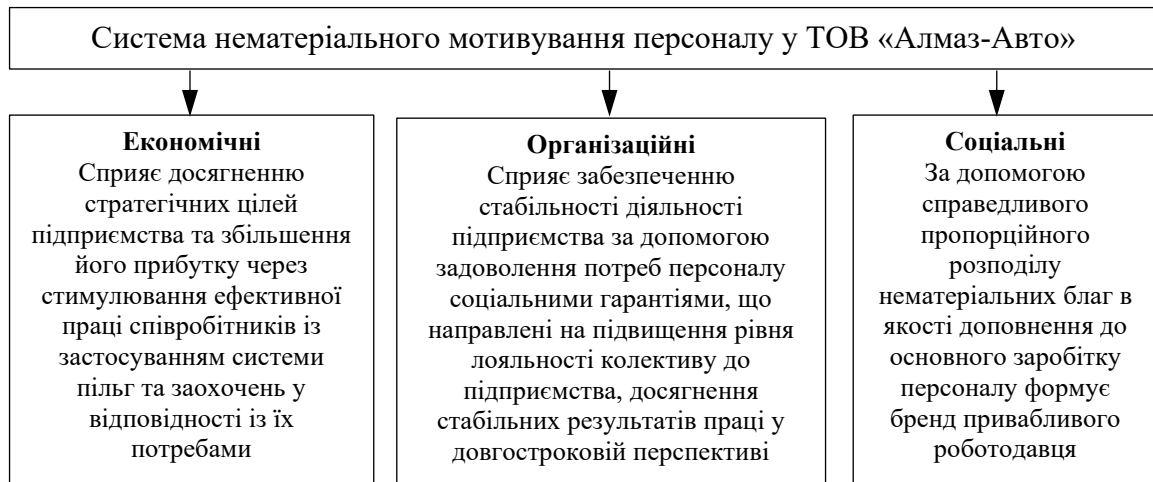 Система нематеріального мотивування персоналу у ТОВ «Алмаз-Авто»
Економічні
Сприяє досягненню
стратегічних цілей
підприємства та збільшення
його прибутку через
стимулювання ефективної
праці співробітників із
застосуванням системи
пільг та заохочень у
відповідності із їх
потребами
Організаційні
Сприяє забезпеченню
стабільності діяльності
підприємства за допомогою
задоволення потреб персоналу
соціальними гарантіями, що
направлені на підвищення рівня
лояльності колективу до
підприємства, досягнення
стабільних результатів праці у
довгостроковій перспективі
Соціальні
За допомогою
справедливого
пропорційного
розподілу
нематеріальних благ в
якості доповнення до
основного заробітку
персоналу формує
бренд привабливого
роботодавця